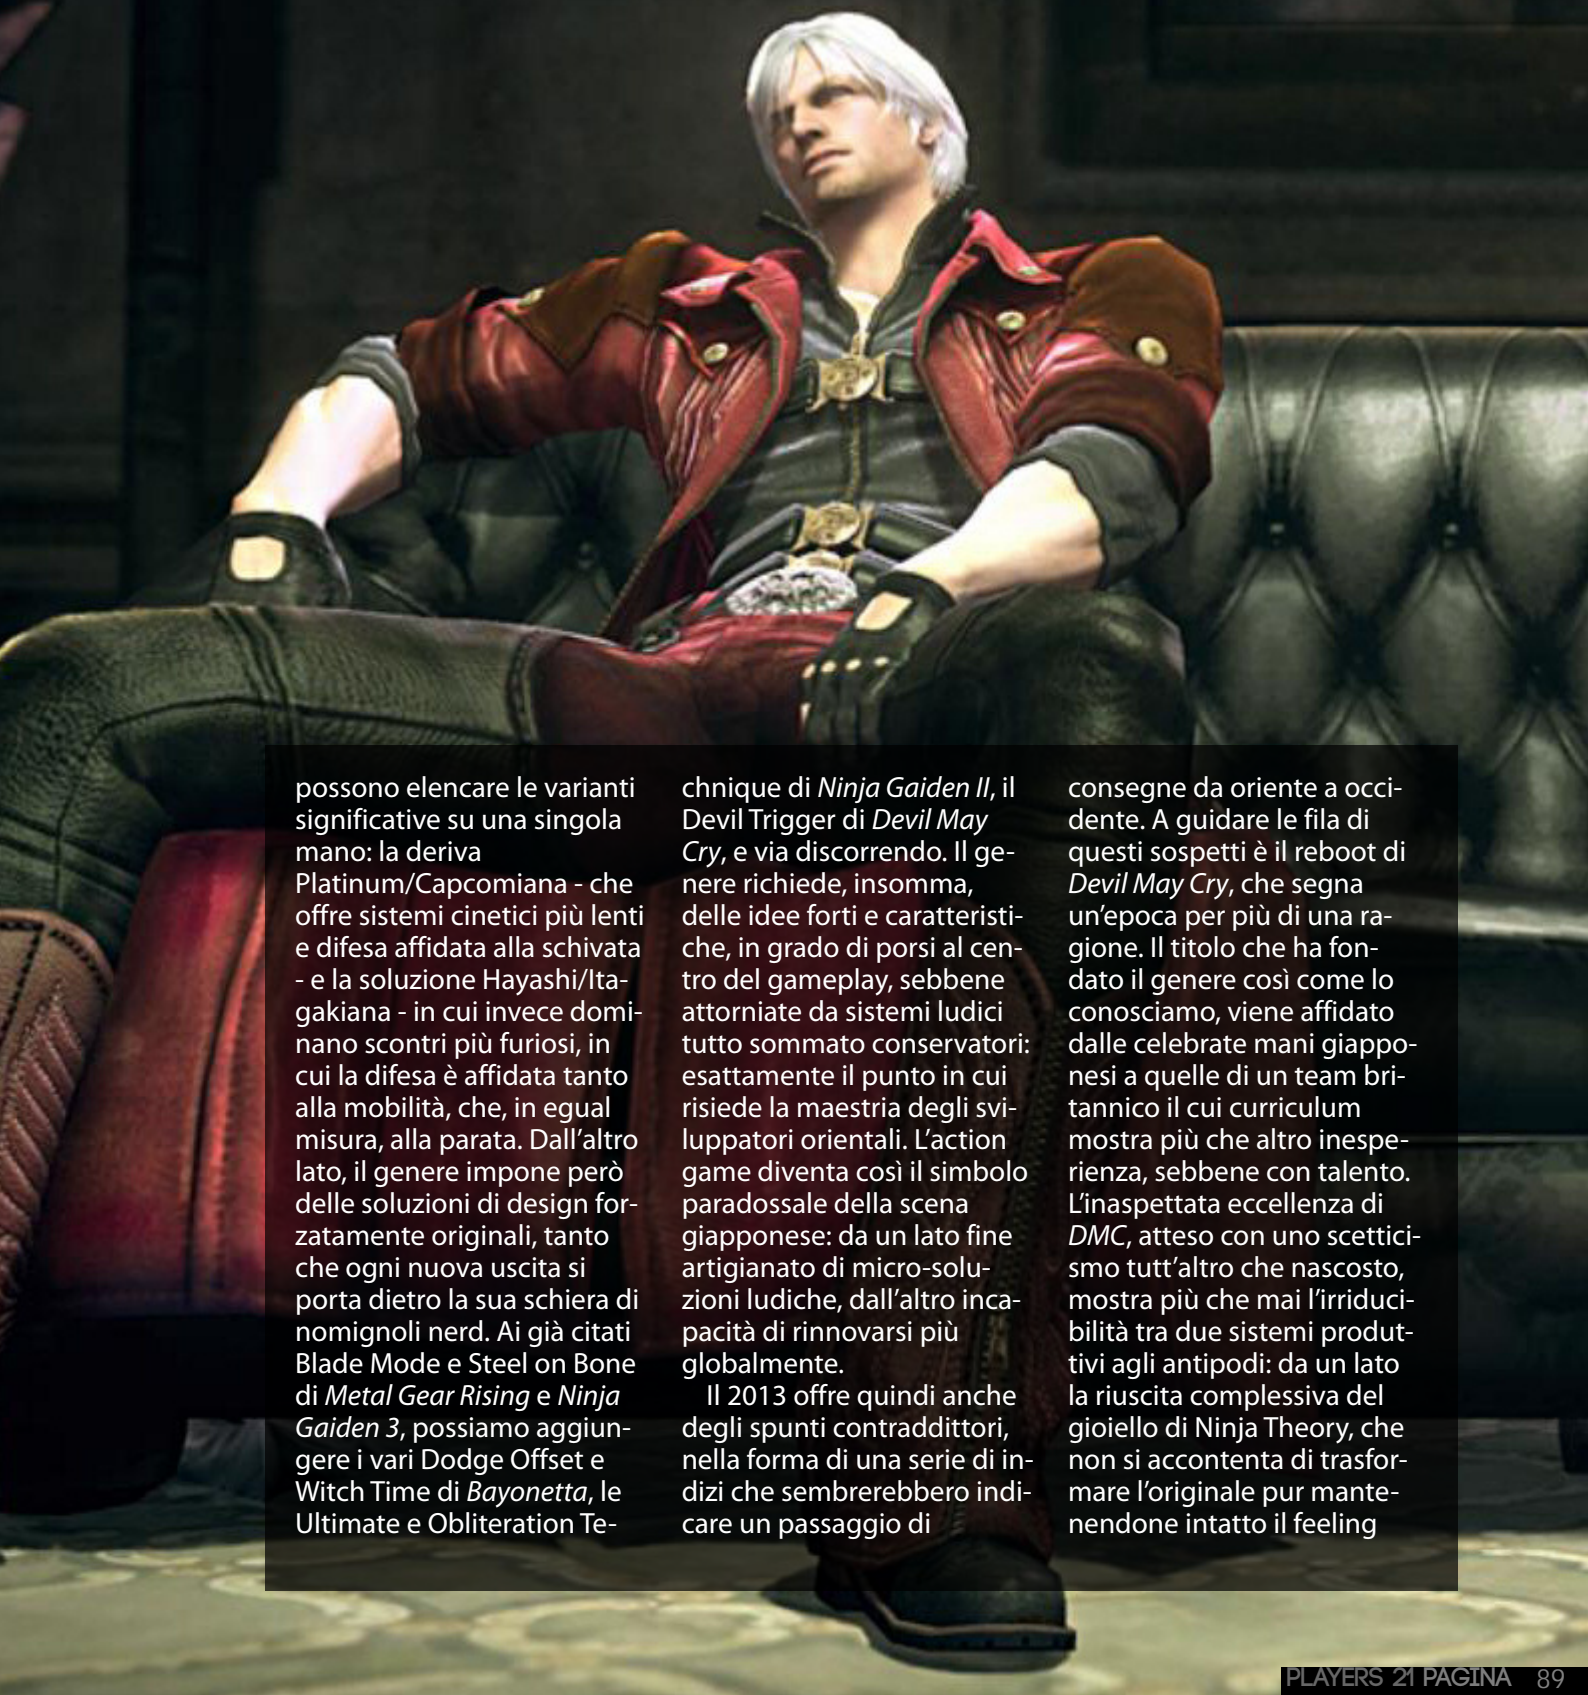 possono elencare le varianti
significative su una singola
mano: la deriva
Platinum/Capcomiana - che
offre sistemi cinetici più lenti
e difesa affidata alla schivata
- e la soluzione Hayashi/Ita-
gakiana - in cui invece domi-
nano scontri più furiosi, in
cui la difesa è affidata tanto
alla mobilità, che, in egual
misura, alla parata. Dall’altro
lato, il genere impone però
delle soluzioni di design for-
zatamente originali, tanto
che ogni nuova uscita si
porta dietro la sua schiera di
nomignoli nerd. Ai già citati
Blade Mode e Steel on Bone
di Metal Gear Rising e Ninja
Gaiden 3, possiamo aggiun-
gere i vari Dodge Offset e
Witch Time di Bayonetta, le
Ultimate e Obliteration Te-
chnique di Ninja Gaiden II, il
Devil Trigger di Devil May
Cry, e via discorrendo. Il ge-
nere richiede, insomma,
delle idee forti e caratteristi-
che, in grado di porsi al cen-
tro del gameplay, sebbene
attorniate da sistemi ludici
tutto sommato conservatori:
esattamente il punto in cui
risiede la maestria degli svi-
luppatori orientali. L’action
game diventa così il simbolo
paradossale della scena
giapponese: da un lato fine
artigianato di micro-solu-
zioni ludiche, dall’altro inca-
pacità di rinnovarsi più
globalmente.
Il 2013 offre quindi anche
degli spunti contraddittori,
nella forma di una serie di in-
dizi che sembrerebbero indi-
care un passaggio di
consegne da oriente a occi-
dente. A guidare le fila di
questi sospetti è il reboot di
Devil May Cry, che segna
un’epoca per più di una ra-
gione. Il titolo che ha fon-
dato il genere così come lo
conosciamo, viene affidato
dalle celebrate mani giappo-
nesi a quelle di un team bri-
tannico il cui curriculum
mostra più che altro inespe-
rienza, sebbene con talento.
L’inaspettata eccellenza di
DMC, atteso con uno scettici-
smo tutt’altro che nascosto,
mostra più che mai l’irriduci-
bilità tra due sistemi produt-
tivi agli antipodi: da un lato
la riuscita complessiva del
gioiello di Ninja Theory, che
non si accontenta di trasfor-
mare l’originale pur mante-
nendone intatto il feeling
PLAYERS 21 PAGINA 89